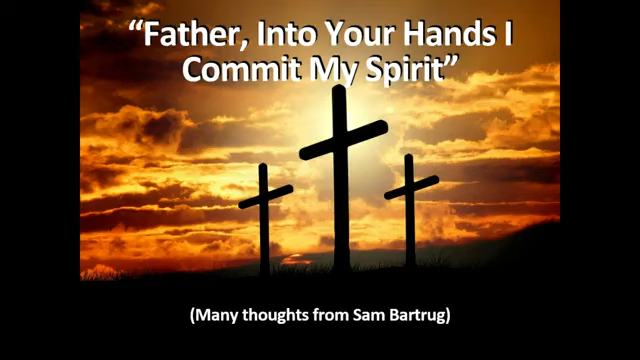 “Father, Into Your Hands I
Commit My Spirit”
(Many thoughts from Sam Bartrug)